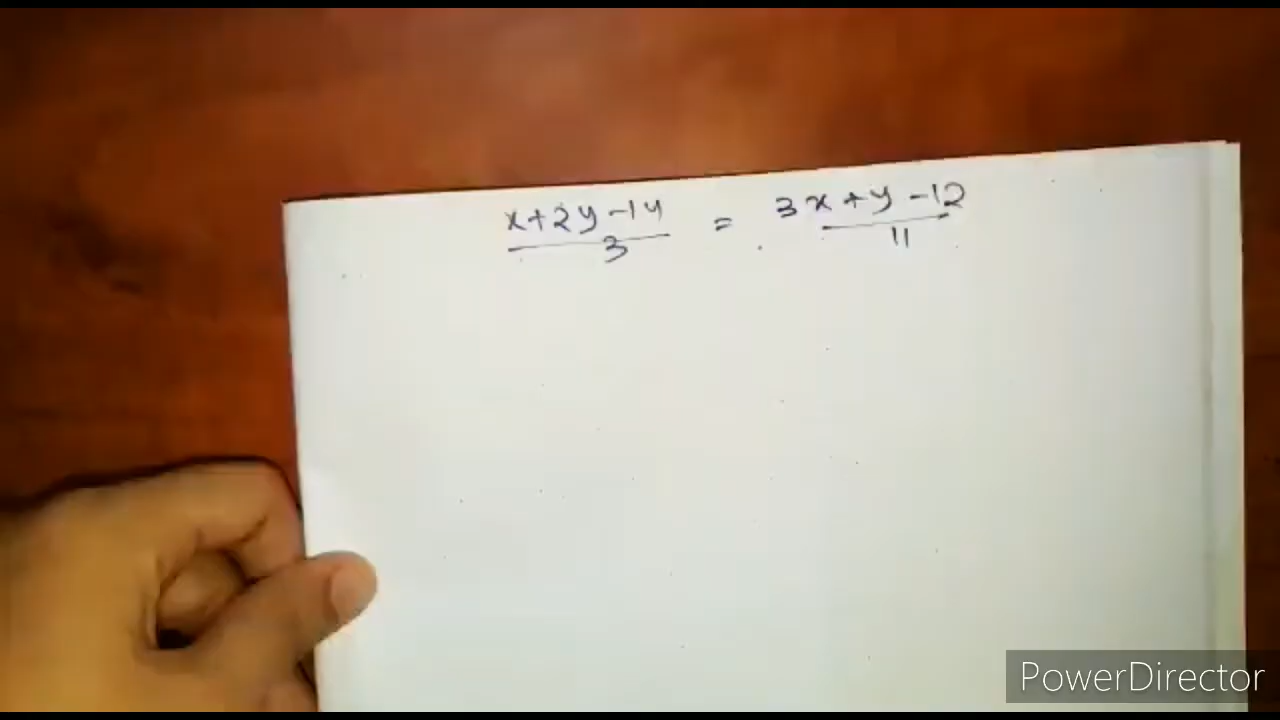 x+2y-14 = 3x+y-12
3 11
PowerDirector